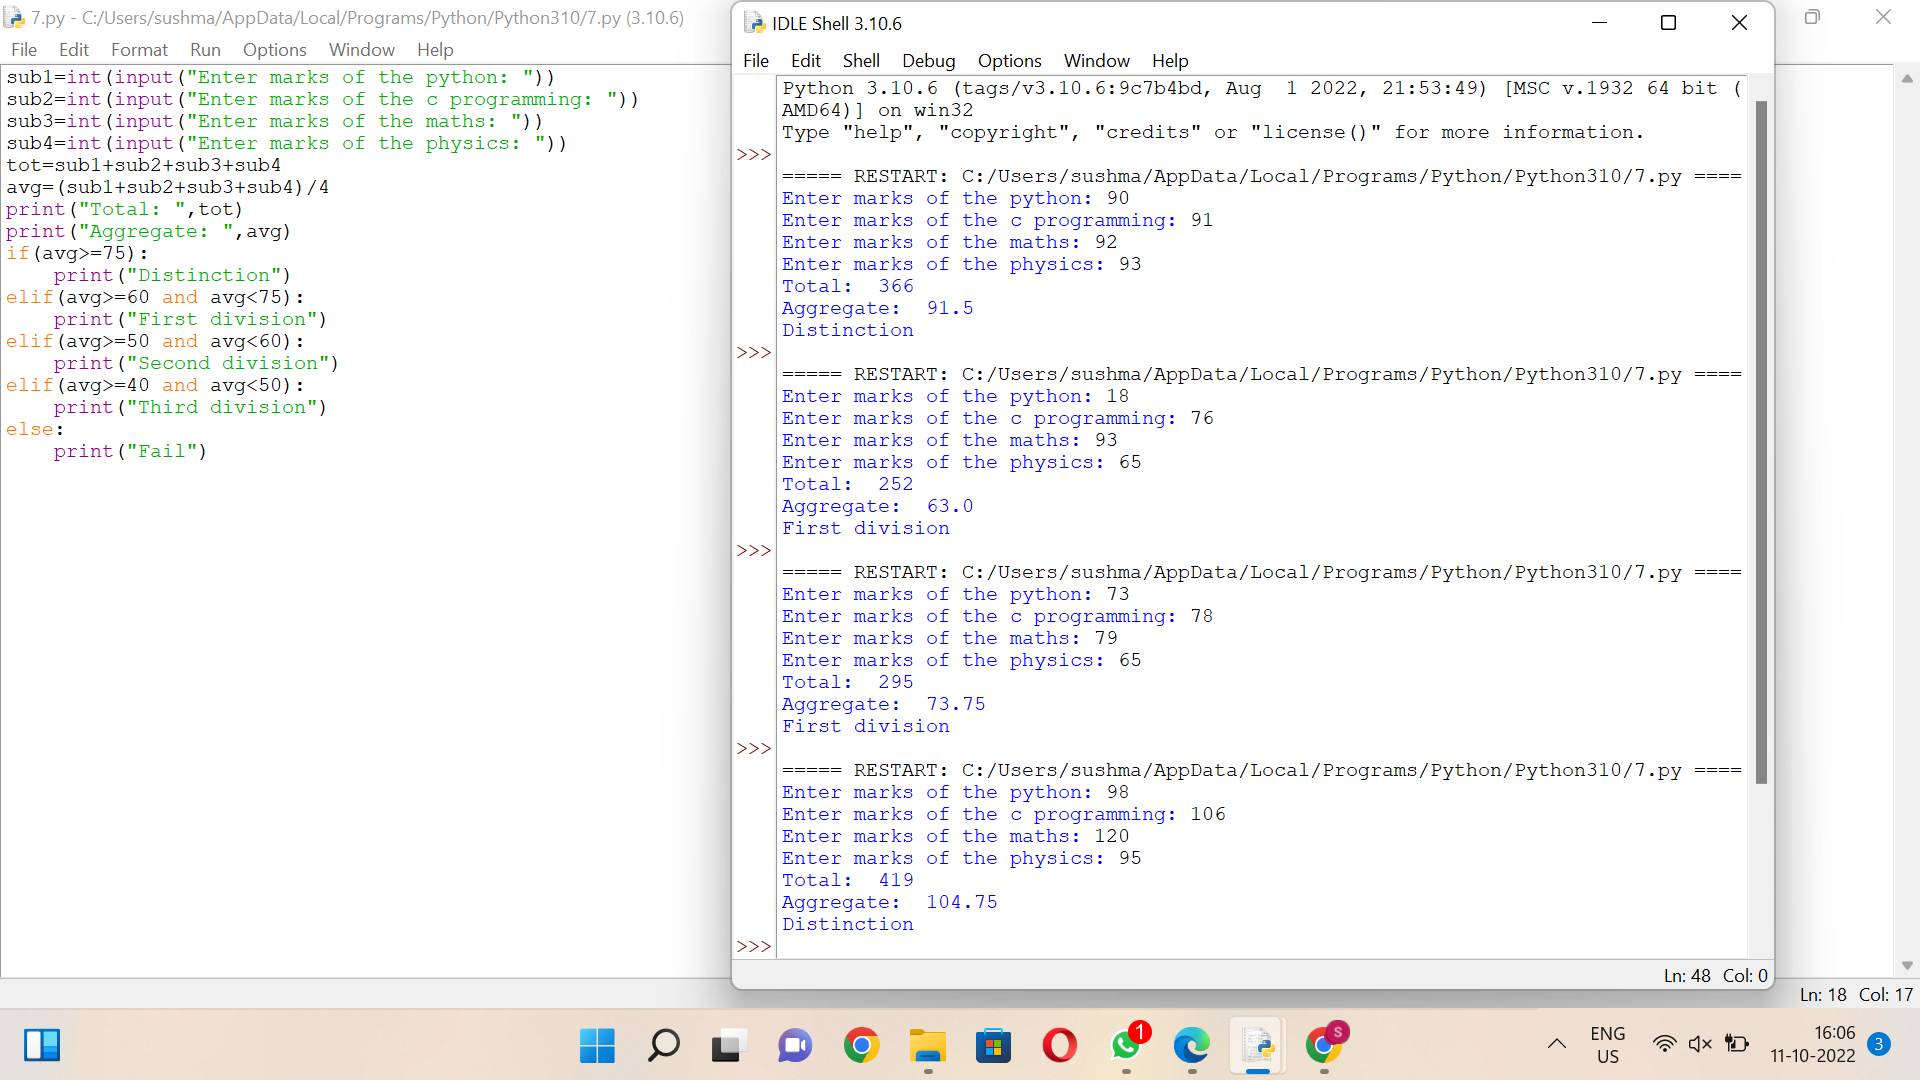 7.py - C:/Users/sushma/AppData/Local/Programs/Python/Python310/7.py (3.10.6)
File Edit Format Run Options Window Help
sub1=int(input("Enter marks of the python: "))
sub2=int(input("Enter marks of the c programming: "))
sub3=int(input("Enter marks of the maths: "))
sub4=int(input("Enter marks of the physics: "))
tot=sub1+sub2+sub3+sub4
avg=(sub1+sub2+sub3+sub4)/4
print("Total: ",tot)
print("Aggregate: ",avg)
if(avg>=75):
    print("Distinction")
elif(avg>=60 and avg<75):
    print("First division")
elif(avg>=50 and avg<60):
    print("Second division")
elif(avg>=40 and avg<50):
    print("Third division")
else:
    print("Fail")
IDLE Shell 3.10.6
File Edit Shell Debug Options Window Help
Python 3.10.6 (tags/v3.10.6:9c7b4bd, Aug  1 2022, 21:53:49) [MSC v.1932 64 bit (
AMD64)] on win32
Type "help", "copyright", "credits" or "license()" for more information.
>>>
===== RESTART: C:/Users/sushma/AppData/Local/Programs/Python/Python310/7.py ====
Enter marks of the python: 90
Enter marks of the c programming: 91
Enter marks of the maths: 92
Enter marks of the physics: 93
Total:  366
Aggregate:  91.5
Distinction
>>>
===== RESTART: C:/Users/sushma/AppData/Local/Programs/Python/Python310/7.py ====
Enter marks of the python: 18
Enter marks of the c programming: 76
Enter marks of the maths: 93
Enter marks of the physics: 65
Total:  252
Aggregate:  63.0
First division
>>>
===== RESTART: C:/Users/sushma/AppData/Local/Programs/Python/Python310/7.py ====
Enter marks of the python: 73
Enter marks of the c programming: 78
Enter marks of the maths: 79
Enter marks of the physics: 65
Total:  295
Aggregate:  73.75
First division
>>>
===== RESTART: C:/Users/sushma/AppData/Local/Programs/Python/Python310/7.py ====
Enter marks of the python: 98
Enter marks of the c programming: 106
Enter marks of the maths: 120
Enter marks of the physics: 95
Total:  419
Aggregate:  104.75
Distinction
>>>
Ln: 48 Col: 0
Ln: 18 Col: 17
1
S
ENG
US
16:06
11-10-2022
3